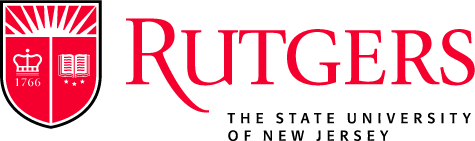 1766
RUTGERS
THE STATE UNIVERSITY
OF NEW JERSEY